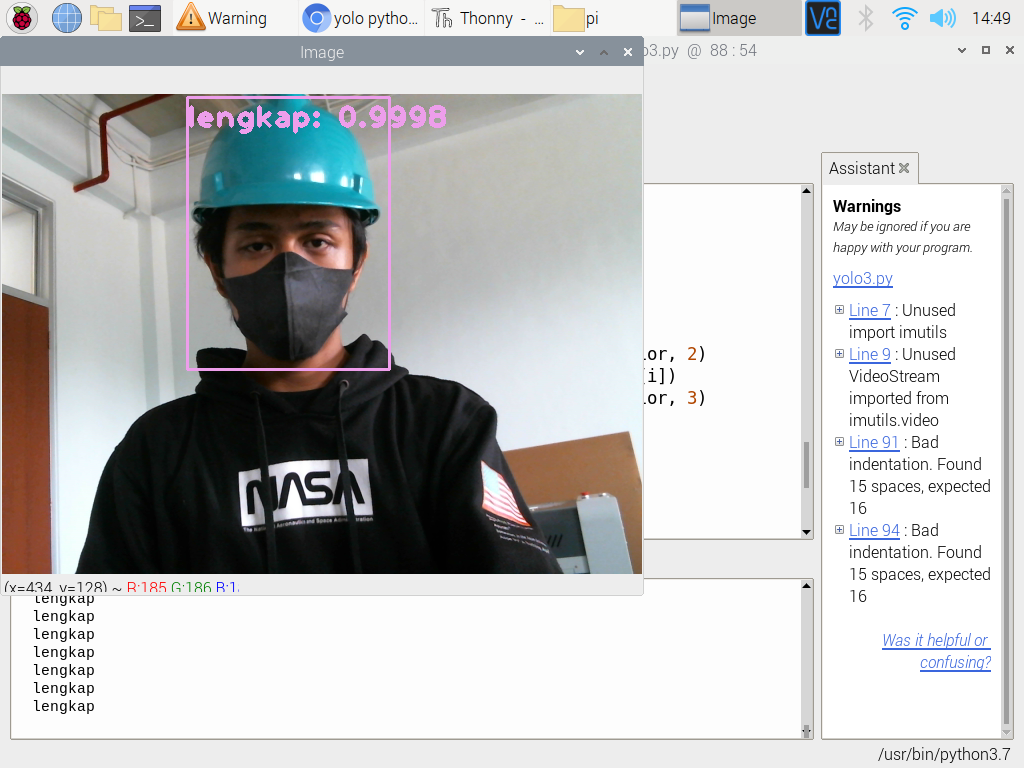 Warning
yolo pytho...
Thonny - ...
pi
Image
14:49
Image
o3.py @ 88 : 54
lengkap: 0.9998
NASA
Assistant
Warnings
May be ignored if you are
happy with your program.
yolo3.py
Line 7 : Unused
import imutils
Line 9 : Unused
VideoStream
imported from
imutils.video
Line 91 : Bad
indentation. Found
15 spaces, expected
16
Line 94 : Bad
indentation. Found
15 spaces, expected
16
Was it helpful or
confusing?
lor, 2)
[i])
lor, 3)
(x=434, y=128) ~ R:185 G:186 B:1
lengkap
lengkap
lengkap
lengkap
lengkap
lengkap
lengkap
/usr/bin/python3.7